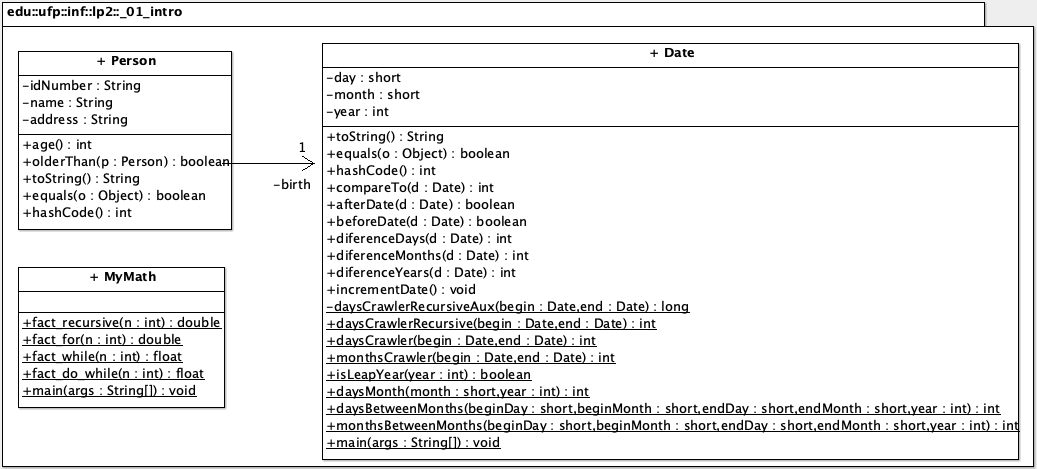 edu::ufp::inf::lp2::_01_intro
+ Person
-idNumber : String
-name : String
-address : String
+age() : int
+olderThan(p : Person) : boolean
+toString() : String
+equals(o : Object) : boolean
+hashCode() : int
1
-birth
+ Date
-day : short
-month : short
-year : int
+toString() : String
+equals(o : Object) : boolean
+hashCode() : int
+compareTo(d : Date) : int
+afterDate(d : Date) : boolean
+beforeDate(d : Date) : boolean
+diferenceDays(d : Date) : int
+diferenceMonths(d : Date) : int
+diferenceYears(d : Date) : int
+incrementDate() : void
-daysCrawlerRecursiveAux(begin : Date,end : Date) : long
+daysCrawlerRecursive(begin : Date,end : Date) : int
+daysCrawler(begin : Date,end : Date) : int
+monthsCrawler(begin : Date,end : Date) : int
+isLeapYear(year : int) : boolean
+daysMonth(month : short,year : int) : int
+daysBetweenMonths(beginDay : short,beginMonth : short,endDay : short,endMonth : short,year : int) : int
+monthsBetweenMonths(beginDay : short,beginMonth : short,endDay : short,endMonth : short,year : int) : int
+main(args : String[]) : void
+ MyMath
+fact_recursive(n : int) : double
+fact_for(n : int) : double
+fact_while(n : int) : float
+fact_do_while(n : int) : float
+main(args : String[]) : void